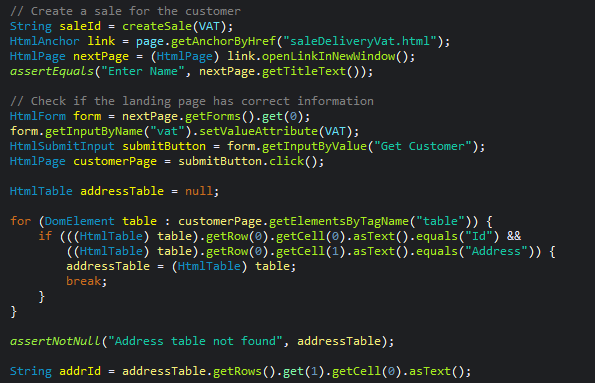 // Create a sale for the customer
String saleId = createSale(VAT);
HtmlAnchor link = page.getAnchorByHref("saleDeliveryVat.html");
HtmlPage nextPage = (HtmlPage) link.openLinkInNewWindow();
assertEquals("Enter Name", nextPage.getTitleText());
// Check if the landing page has correct information
HtmlForm form = nextPage.getForms().get(0);
form.getInputByName("vat").setValueAttribute(VAT);
HtmlSubmitInput submitButton = form.getInputByValue("Get Customer");
HtmlPage customerPage = submitButton.click();
HtmlTable addressTable = null;
for (DomElement table : customerPage.getElementsByTagName("table")) {
if (((HtmlTable) table).getRow(0).getCell(0).asText().equals("Id") &&
((HtmlTable) table).getRow(0).getCell(1).asText().equals("Address")) {
addressTable = (HtmlTable) table;
break;
}
}
assertNotNull("Address table not found", addressTable);
String addrId = addressTable.getRows().get(1).getCell(0).asText();